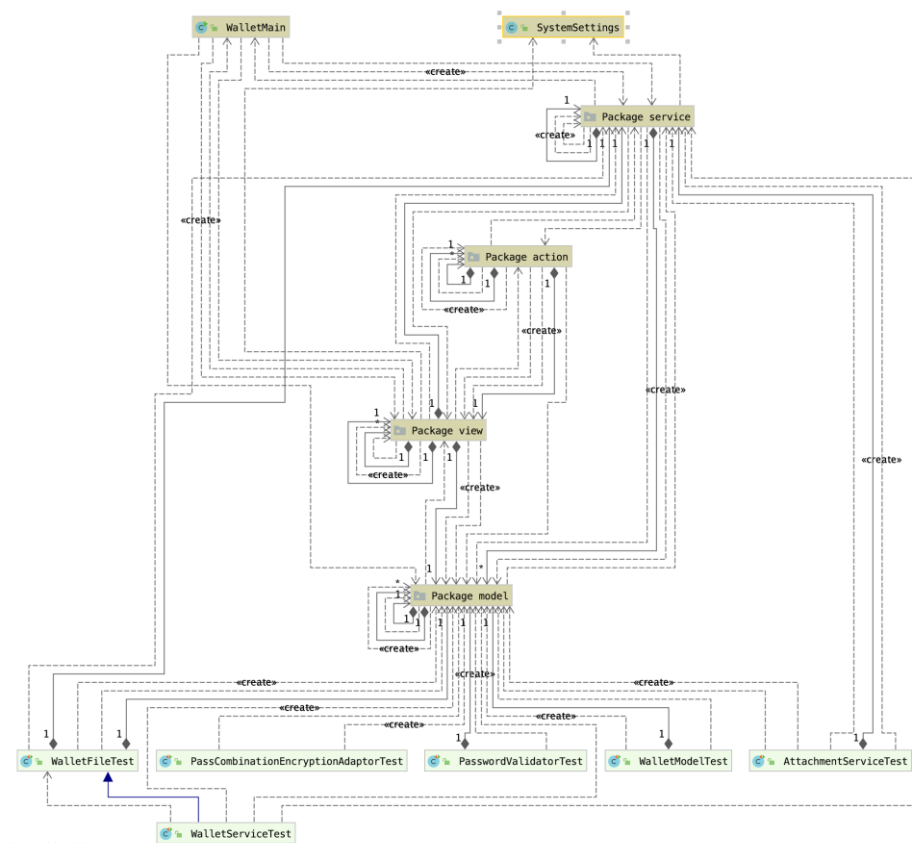 WalletMain
SystemSettings
«create»
1
Package service
«create»
1 1 1 1 1
«create»
1
*
Package action
1 1 1
«create»
«create»
«create»
1 1
1
*
Package view
1 1 1
«create»
«create»
«create»
1 *
*
1
Package model
1 1 1 1 1
«create»
«create»
«create»
«create»
«create»
«create»
«create»
1 1 1 1 1
WalletFileTest
PassCombinationEncryptionAdaptorTest
PasswordValidatorTest
WalletModelTest
AttachmentServiceTest
WalletServiceTest